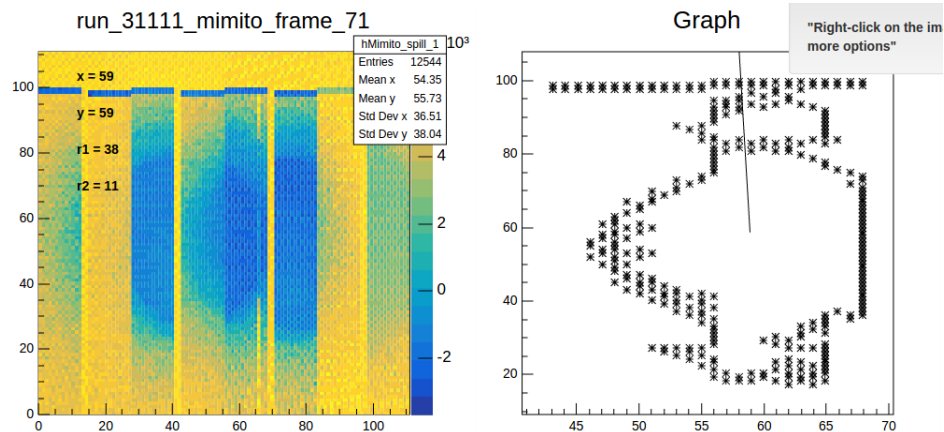 run_31111_mimito_frame_71
Graph
"Right-click on the
more options"
hMimito_spill_1
Entries 12544
Mean x 54.35
Mean y 55.73
Std Dev x 36.51
Std Dev y 38.04
10³
x = 59
y = 59
r1 = 38
r2 = 11
100
80
60
40
20
0
0
20
40
60
80
100
4
2
0
-2
100
80
60
40
20
45
50
55
60
65
70